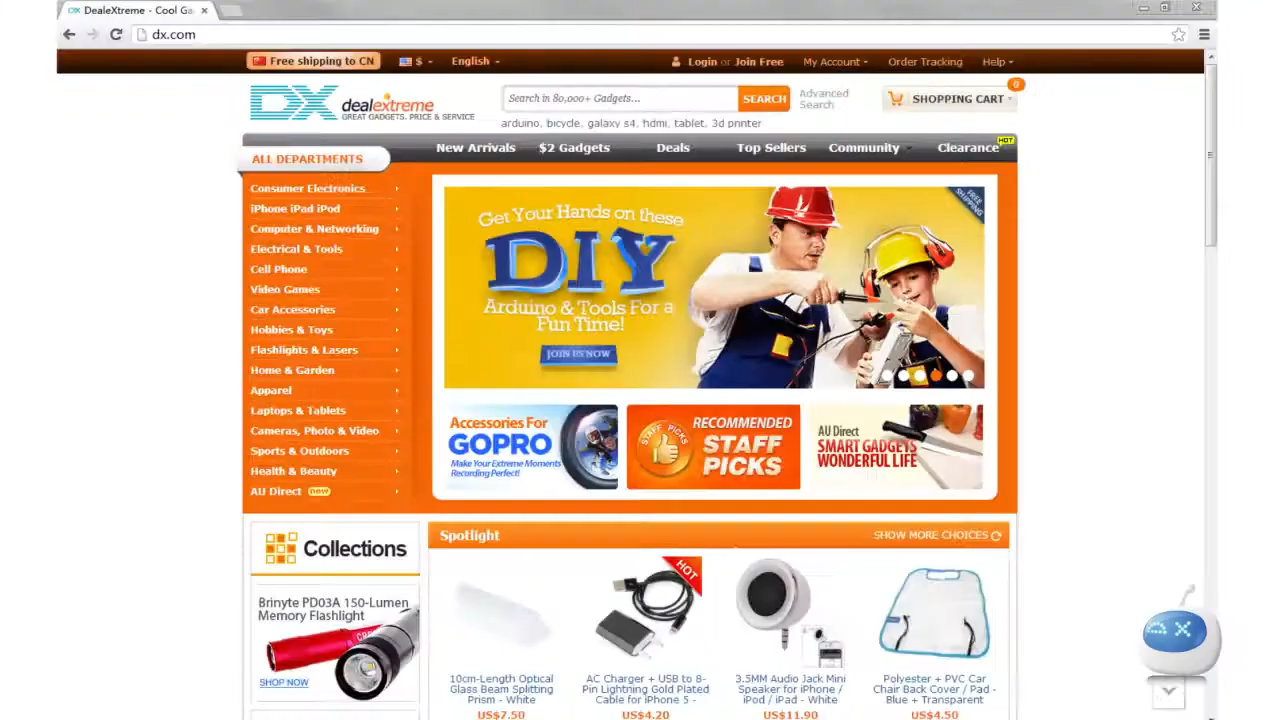 DealeXtreme - Cool Ga
dx.com
Free shipping to CN
$
English
Login or Join Free
My Account
Order Tracking
Help
DX dealextreme
GREAT GADGETS, PRICE & SERVICE
Search in 80,000+ Gadgets...
SEARCH
Advanced
Search
SHOPPING CART
0
arduino, bicycle, galaxy s4, hdmi, tablet, 3d printer
ALL DEPARTMENTS
New Arrivals
$2 Gadgets
Deals
Top Sellers
Community
Clearance
HOT
Consumer Electronics
iPhone iPad iPod
Computer & Networking
Electrical & Tools
Cell Phone
Video Games
Car Accessories
Hobbies & Toys
Flashlights & Lasers
Home & Garden
Apparel
Laptops & Tablets
Cameras, Photo & Video
Sports & Outdoors
Health & Beauty
AU Direct new
Get Your Hands on these
DIY
Arduino & Tools For a
Fun Time!
JOIN US NOW
FREE
SHIPPING
Accessories For
GOPRO
Make Your Extreme Moments
Recording Perfect!
STAFF PICKS
RECOMMENDED
STAFF
PICKS
AU Direct
SMART GADGETS
WONDERFUL LIFE
Collections
Brinyte PD03A 150-Lumen
Memory Flashlight
SHOP NOW
Spotlight
SHOW MORE CHOICES
HOT
10cm-Length Optical
Glass Beam Splitting
Prism - White
US$7.50
AC Charger + USB to 8-
Pin Lightning Gold Plated
Cable for iPhone 5 -
US$4.20
3.5MM Audio Jack Mini
Speaker for iPhone /
iPod / iPad - White
US$11.90
Polyester + PVC Car
Chair Back Cover / Pad -
Blue + Transparent
US$4.50